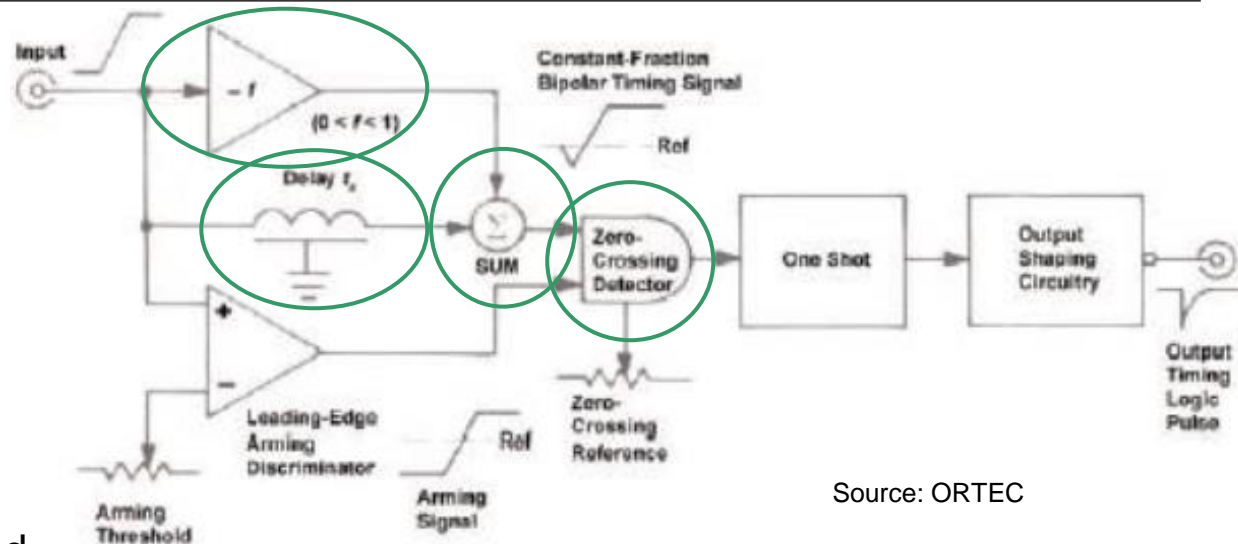 Input
– f
(0 < f < 1)
Constant-Fraction
Bipolar Timing Signal
Ref
Delay t
Σ
SUM
Zero-
Crossing
Detector
One Shot
Output
Shaping
Circuitry
+
–
Leading-Edge
Arming
Discriminator
Ref
Zero-
Crossing
Reference
Output
Timing
Logic
Pulse
Arming
Signal
Arming
Threshold
Source: ORTEC